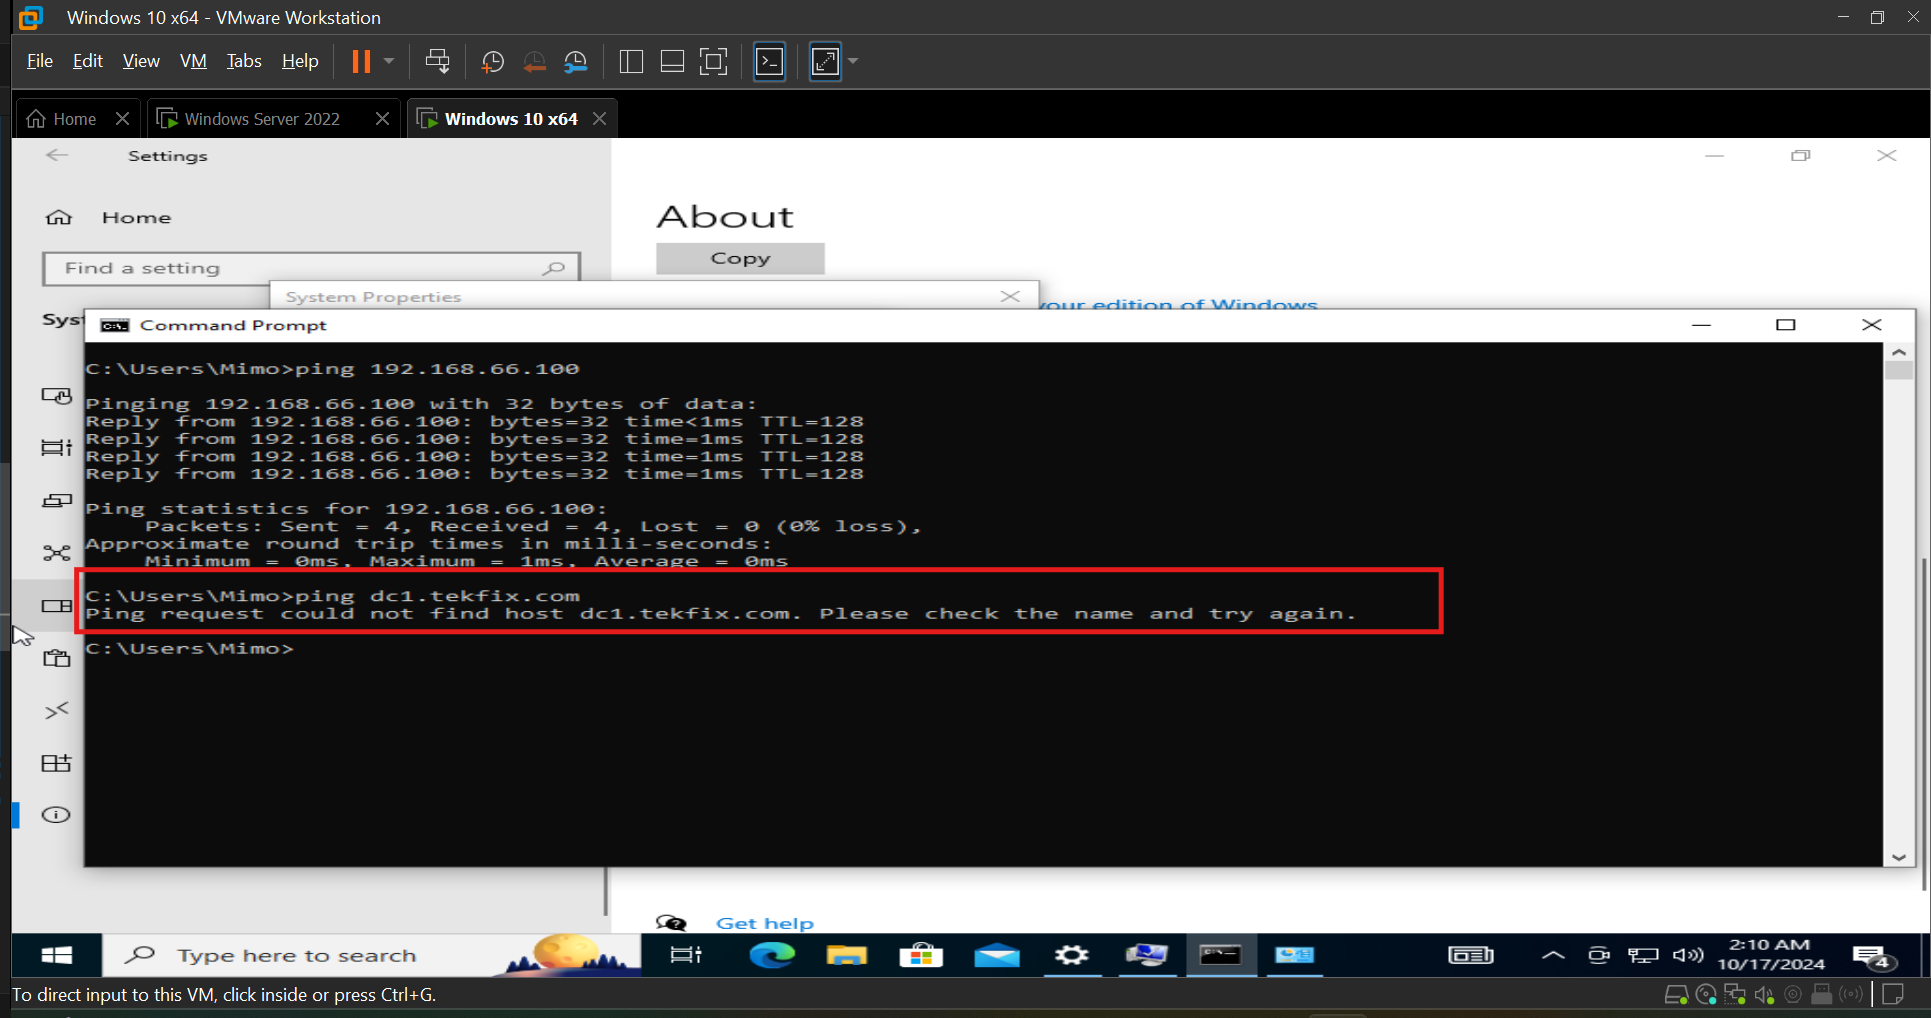 Windows 10 x64 - VMware Workstation
File Edit View VM Tabs Help
Home
Windows Server 2022
Windows 10 x64
Settings
Home
Find a setting
About
Copy
System Properties
your edition of Windows
Syst
Command Prompt
C:\Users\Mimo>ping 192.168.66.100
Pinging 192.168.66.100 with 32 bytes of data:
Reply from 192.168.66.100: bytes=32 time<1ms TTL=128
Reply from 192.168.66.100: bytes=32 time=1ms TTL=128
Reply from 192.168.66.100: bytes=32 time=1ms TTL=128
Reply from 192.168.66.100: bytes=32 time=1ms TTL=128
Ping statistics for 192.168.66.100:
Packets: Sent = 4, Received = 4, Lost = 0 (0% loss),
Approximate round trip times in milli-seconds:
Minimum = 0ms, Maximum = 1ms, Average = 0ms
C:\Users\Mimo>ping dc1.tekfix.com
Ping request could not find host dc1.tekfix.com. Please check the name and try again.
C:\Users\Mimo>
Get help
Type here to search
2:10 AM
10/17/2024
4
To direct input to this VM, click inside or press Ctrl+G.